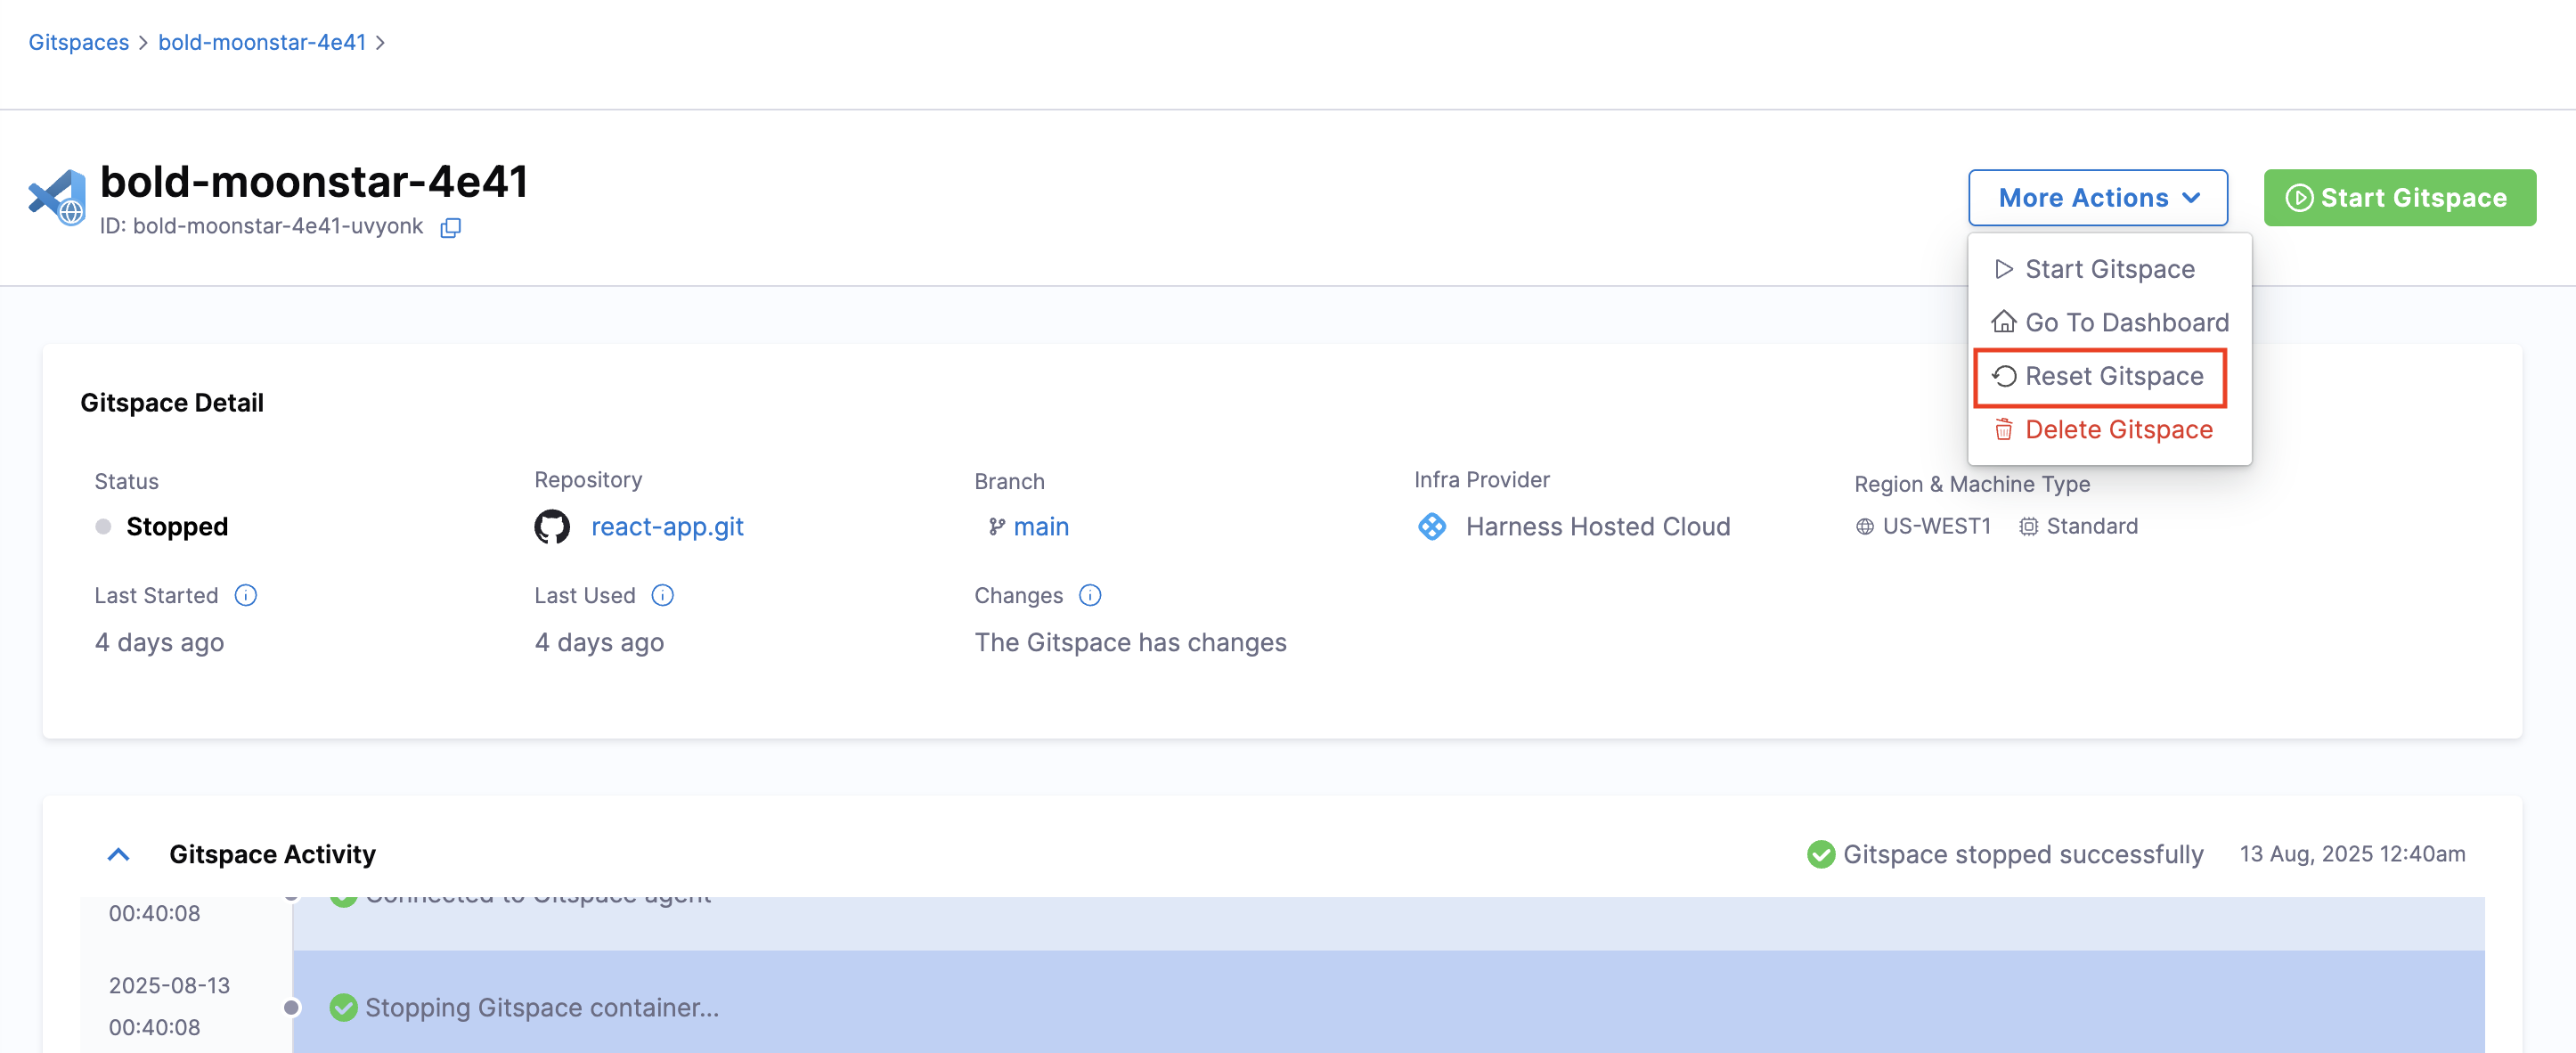 Gitspaces > bold-moonstar-4e41 >
bold-moonstar-4e41
ID: bold-moonstar-4e41-uvyonk
More Actions
Start Gitspace
Start Gitspace
Go To Dashboard
Reset Gitspace
Delete Gitspace
Gitspace Detail
Status
Stopped
Repository
react-app.git
Branch
main
Infra Provider
Harness Hosted Cloud
Region & Machine Type
US-WEST1 Standard
Last Started
4 days ago
Last Used
4 days ago
Changes
The Gitspace has changes
Gitspace Activity
Gitspace stopped successfully
13 Aug, 2025 12:40am
00:40:08
Connected to Gitspace agent
2025-08-13
00:40:08
Stopping Gitspace container...